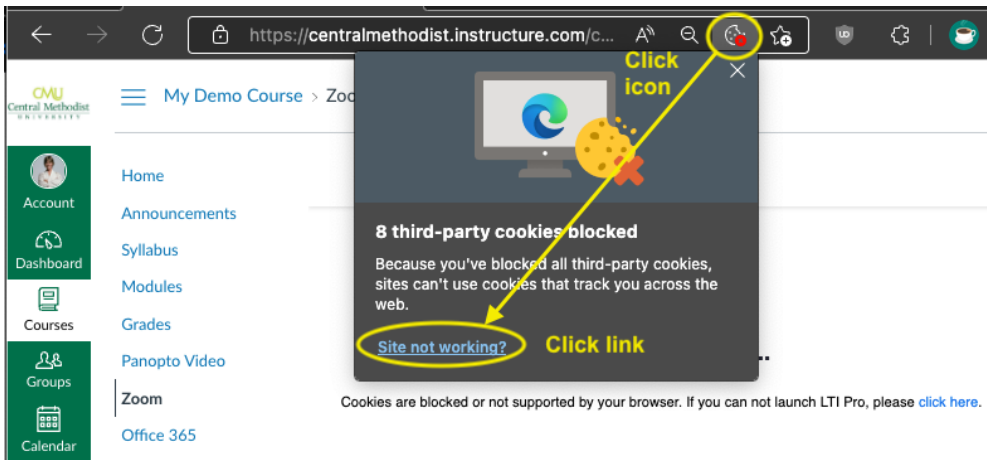 https://centralmethodist.instructure.com/c...
CMU
Central Methodist
UNIVERSITY
My Demo Course > Zoo
Click
icon
Account
Dashboard
Courses
Groups
Calendar
Home
Announcements
Syllabus
Modules
Grades
Panopto Video
Zoom
Office 365
8 third-party cookies blocked
Because you've blocked all third-party cookies,
sites can't use cookies that track you across the
web.
Site not working?
Click link
..
Cookies are blocked or not supported by your browser. If you can not launch LTI Pro, please click here.